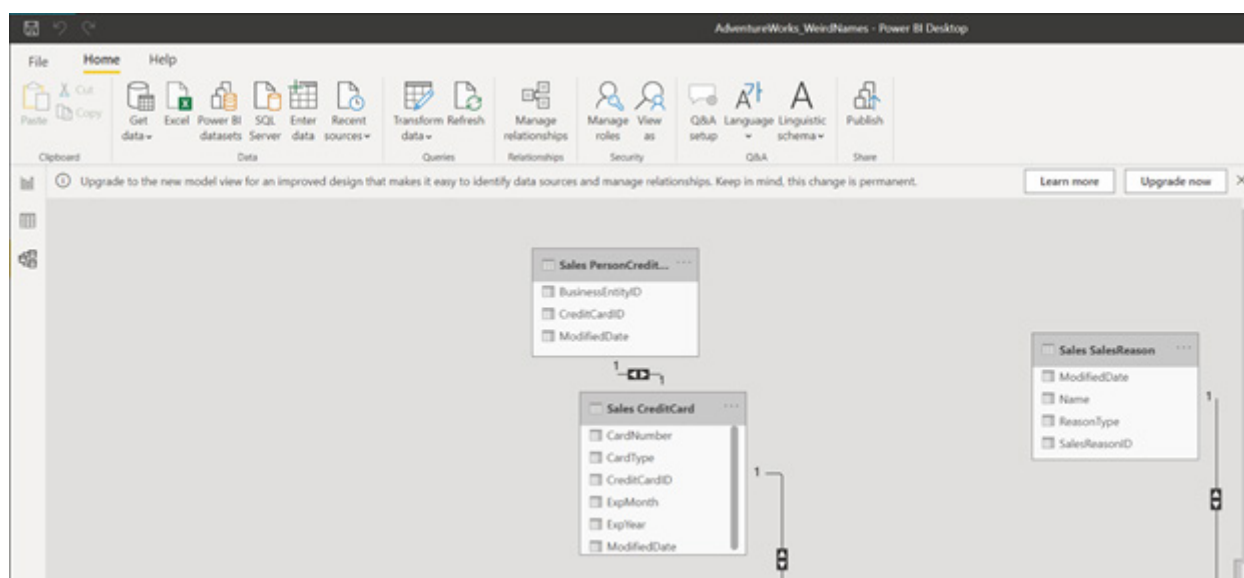 AdventureWorks_WeirdNames - Power BI Desktop
File Home Help
Paste Cut Copy
Get data Excel Power BI datasets SQL Server Enter data Recent sources
Transform data Refresh
Manage relationships
Manage roles View as
Q&A setup Language Linguistic schema
Publish
Clipboard Data Queries Relationships Security Q&A Share
Upgrade to the new model view for an improved design that makes it easy to identify data sources and manage relationships. Keep in mind, this change is permanent. Learn more Upgrade now
Sales PersonCredit...
BusinessEntityID
CreditCardID
ModifiedDate
1
1
Sales CreditCard
CardNumber
CardType
CreditCardID
ExpMonth
ExpYear
ModifiedDate
1
Sales SalesReason
ModifiedDate
Name
ReasonType
SalesReasonID
1